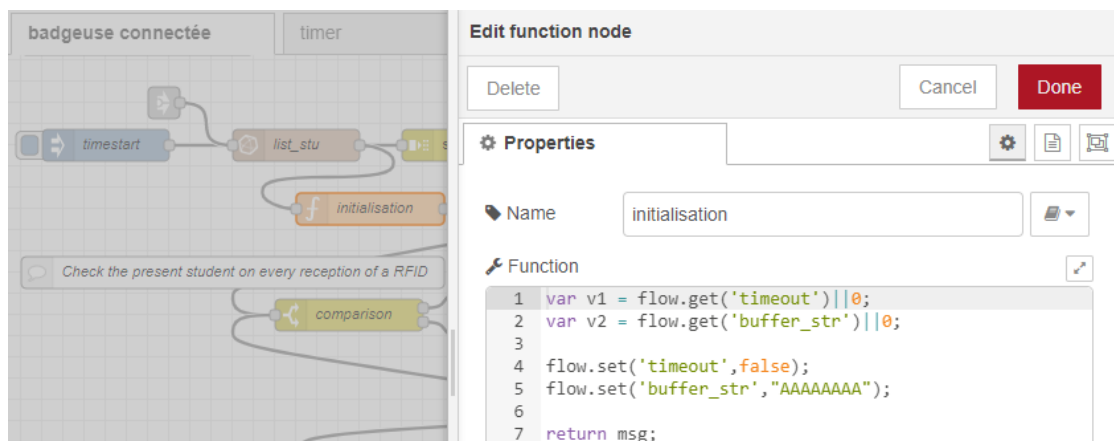 badgeuse connectée
timer
timestart
list_stu
s
initialisation
Check the present student on every reception of a RFID
comparison
Edit function node
Delete
Cancel
Done
Properties
Name
initialisation
Function
1 var v1 = flow.get('timeout')||0;
2 var v2 = flow.get('buffer_str')||0;
3
4 flow.set('timeout',false);
5 flow.set('buffer_str',"AAAAAAAA");
6
7 return msg;